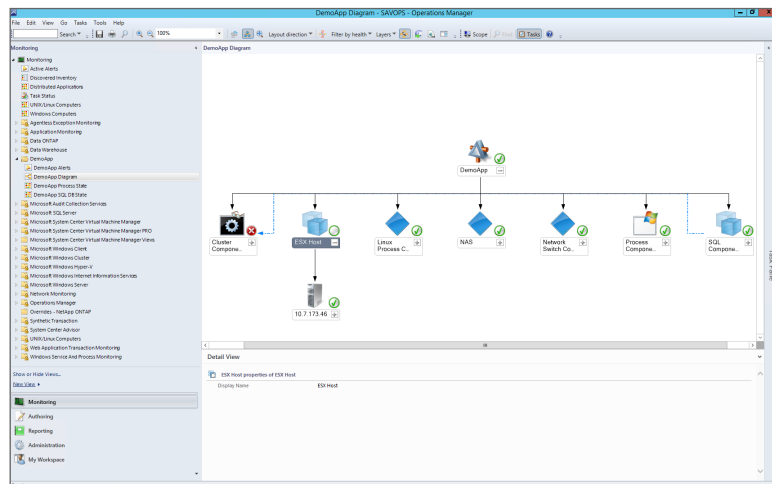 DemoApp Diagram - SAVOPS - Operations Manager
File Edit View Go Tasks Tools Help
Search 100% Layout direction Filter by health Layers Scope Find Tasks
Monitoring
DemoApp Diagram
Monitoring
Active Alerts
Discovered Inventory
Distributed Applications
Task Status
UNIX/Linux Computers
Windows Computers
Agentless Exception Monitoring
Application Monitoring
Data ONTAP
Data Warehouse
DemoApp
DemoApp Alerts
DemoApp Diagram
DemoApp Process State
DemoApp SQL DB State
Microsoft Audit Collection Services
Microsoft SQL Server
Microsoft System Center Virtual Machine Manager
Microsoft System Center Virtual Machine Manager PRO
Microsoft System Center Virtual Machine Manager Views
Microsoft Windows Client
Microsoft Windows Cluster
Microsoft Windows Hyper-V
Microsoft Windows Internet Information Services
Microsoft Windows Server
Network Monitoring
Operations Manager
Overrides - NetApp ONTAP
Synthetic Transaction
System Center Advisor
UNIX/Linux Computers
Web Application Transaction Monitoring
Windows Service And Process Monitoring
Show or Hide Views...
New View
Monitoring
Authoring
Reporting
Administration
My Workspace
DemoApp
Cluster
Compone...
ESX Host
Linux
Process C...
NAS
Network
Switch Co...
Process
Compone...
SQL
Compone...
10.7.173.46
Detail View
ESX Host properties of ESX Host
Display Name ESX Host